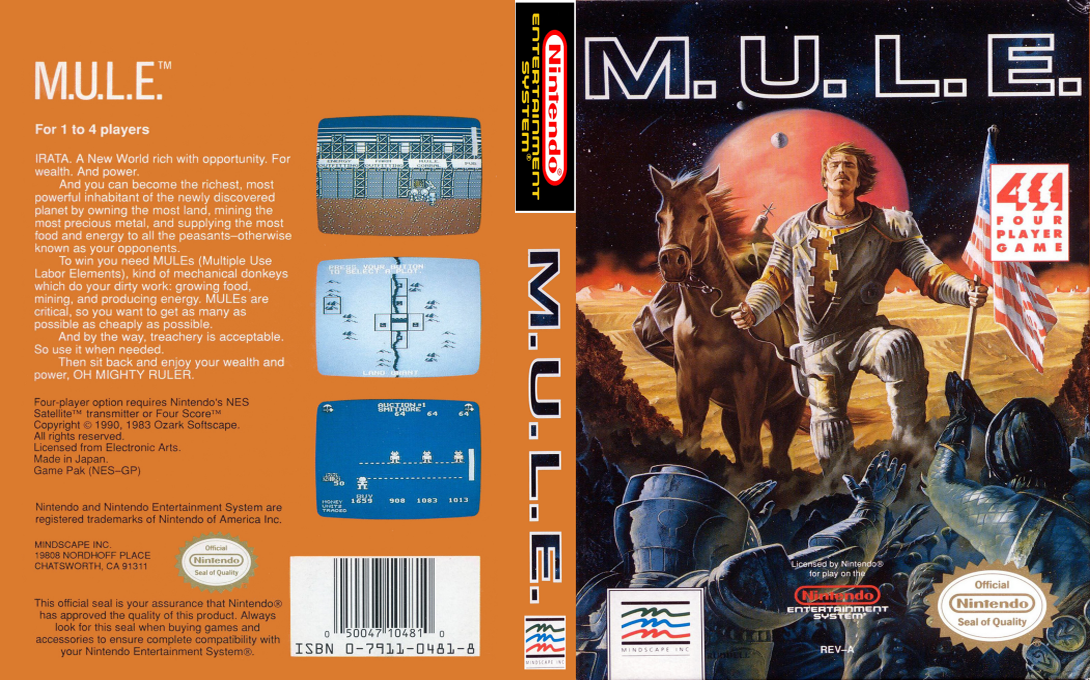 M.U.L.E.™
For 1 to 4 players
IRATA. A New World rich with opportunity. For
wealth. And power.
And you can become the richest, most
powerful inhabitant of the newly discovered
planet by owning the most land, mining the
most precious metal, and supplying the most
food and energy to all the peasants–otherwise
known as your opponents.
To win you need MULEs (Multiple Use
Labor Elements), kind of mechanical donkeys
which do your dirty work: growing food,
mining, and producing energy. MULEs are
critical, so you want to get as many as
possible as cheaply as possible.
And by the way, treachery is acceptable.
So use it when needed.
Then sit back and enjoy your wealth and
power, OH MIGHTY RULER.
Four-player option requires Nintendo's NES
Satellite™ transmitter or Four Score™
Copyright © 1990, 1983 Ozark Softscape.
All rights reserved.
Licensed from Electronic Arts.
Made in Japan.
Game Pak (NES–GP)
Nintendo and Nintendo Entertainment System are
registered trademarks of Nintendo of America Inc.
MINDSCAPE INC.
19808 NORDHOFF PLACE
CHATSWORTH, CA 91311
Official
Nintendo
Seal of Quality
This official seal is your assurance that Nintendo®
has approved the quality of this product. Always
look for this seal when buying games and
accessories to ensure complete compatibility with
your Nintendo Entertainment System®.
ENERGY
OUTFITTING
OUTFITTING
MULE
CORRAL
PUB
PRESS YOUR BUTTON
TO SELECT A PLOT.
LAND GRANT
AUCTION #1
SMITHORE
64 64 64
BUY
MONEY 1659 908 1083 1013
UNITS
TRADED
0 50047 10481 0
ISBN 0-7911-0481-8
Nintendo®
ENTERTAINMENT
SYSTEM®
M.U.L.E.
MINDSCAPE INC
M. U. L. E.
4
FOUR
PLAYER
GAME
Licensed by Nintendo®
for play on the
Nintendo
ENTERTAINMENT
SYSTEM®
REV–A
MINDSCAPE INC
Official
Nintendo
Seal of Quality